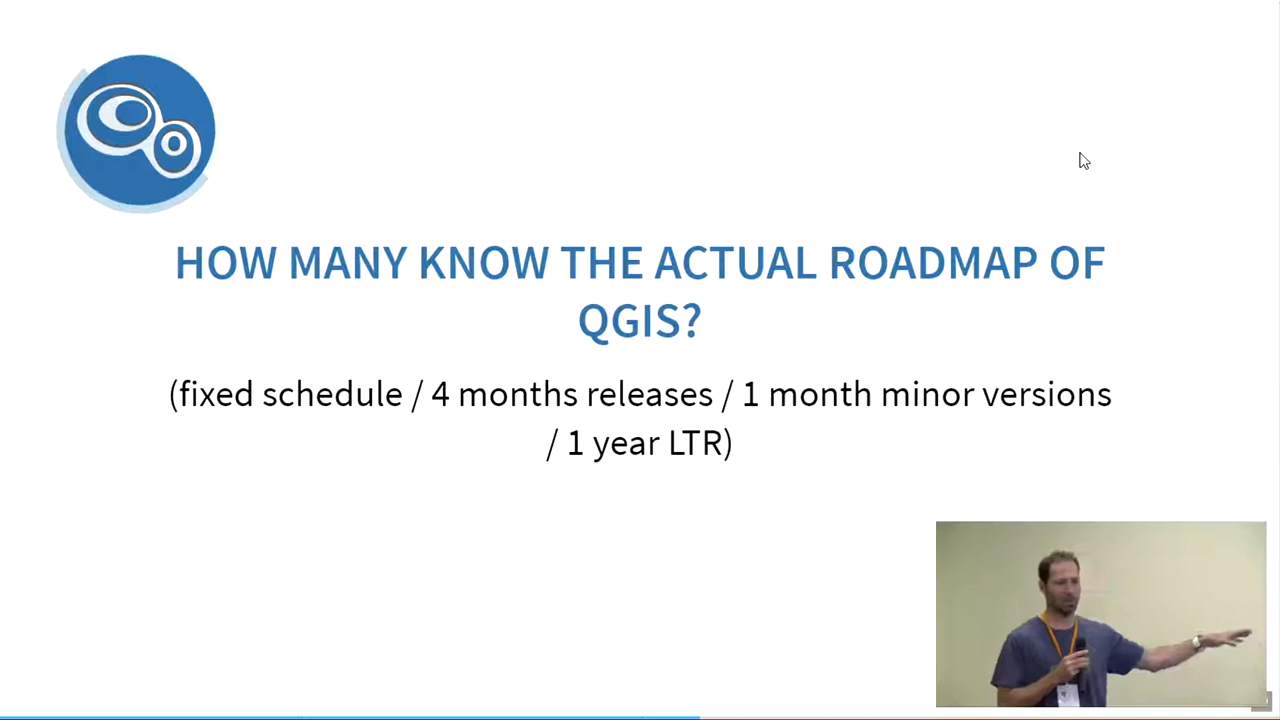 HOW MANY KNOW THE ACTUAL ROADMAP OF
QGIS?
(fixed schedule / 4 months releases / 1 month minor versions
/ 1 year LTR)